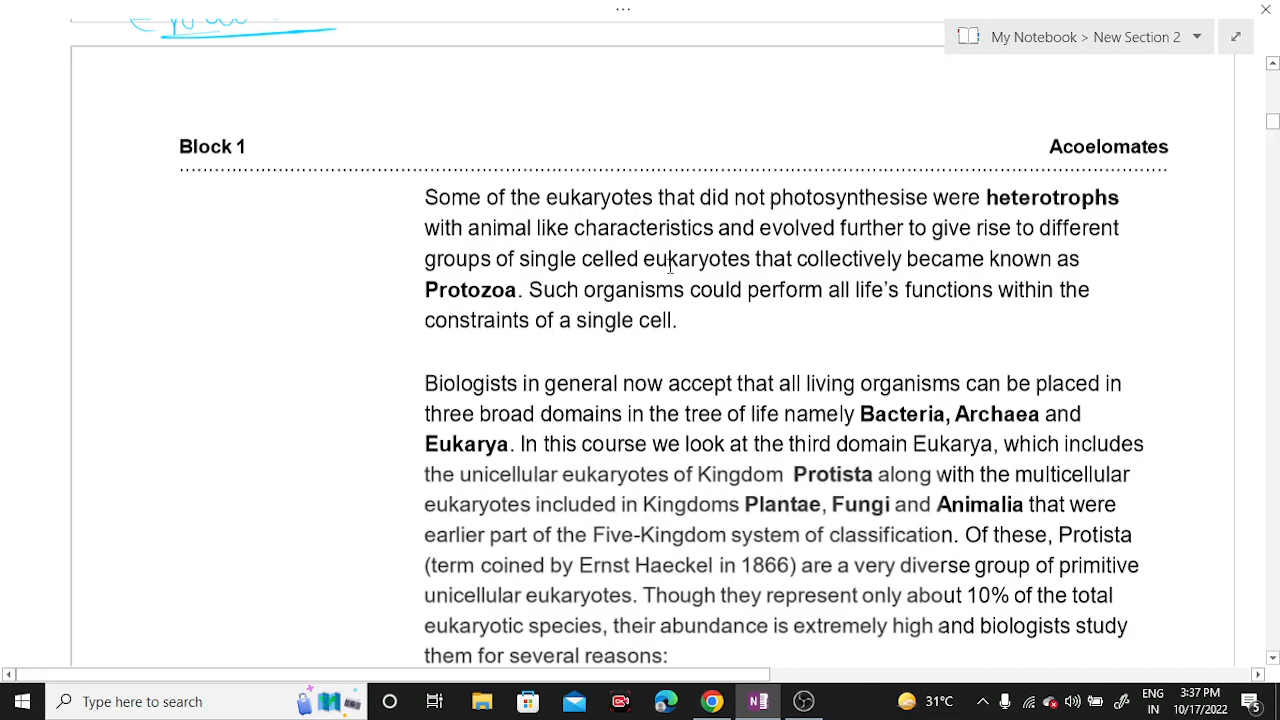 My Notebook > New Section 2
Block 1 Acoelomates
Some of the eukaryotes that did not photosynthesise were heterotrophs
with animal like characteristics and evolved further to give rise to different
groups of single celled eukaryotes that collectively became known as
Protozoa. Such organisms could perform all life’s functions within the
constraints of a single cell.
Biologists in general now accept that all living organisms can be placed in
three broad domains in the tree of life namely Bacteria, Archaea and
Eukarya. In this course we look at the third domain Eukarya, which includes
the unicellular eukaryotes of Kingdom Protista along with the multicellular
eukaryotes included in Kingdoms Plantae, Fungi and Animalia that were
earlier part of the Five-Kingdom system of classification. Of these, Protista
(term coined by Ernst Haeckel in 1866) are a very diverse group of primitive
unicellular eukaryotes. Though they represent only about 10% of the total
eukaryotic species, their abundance is extremely high and biologists study
them for several reasons:
Type here to search
31°C
ENG
IN
3:37 PM
10/17/2022
5